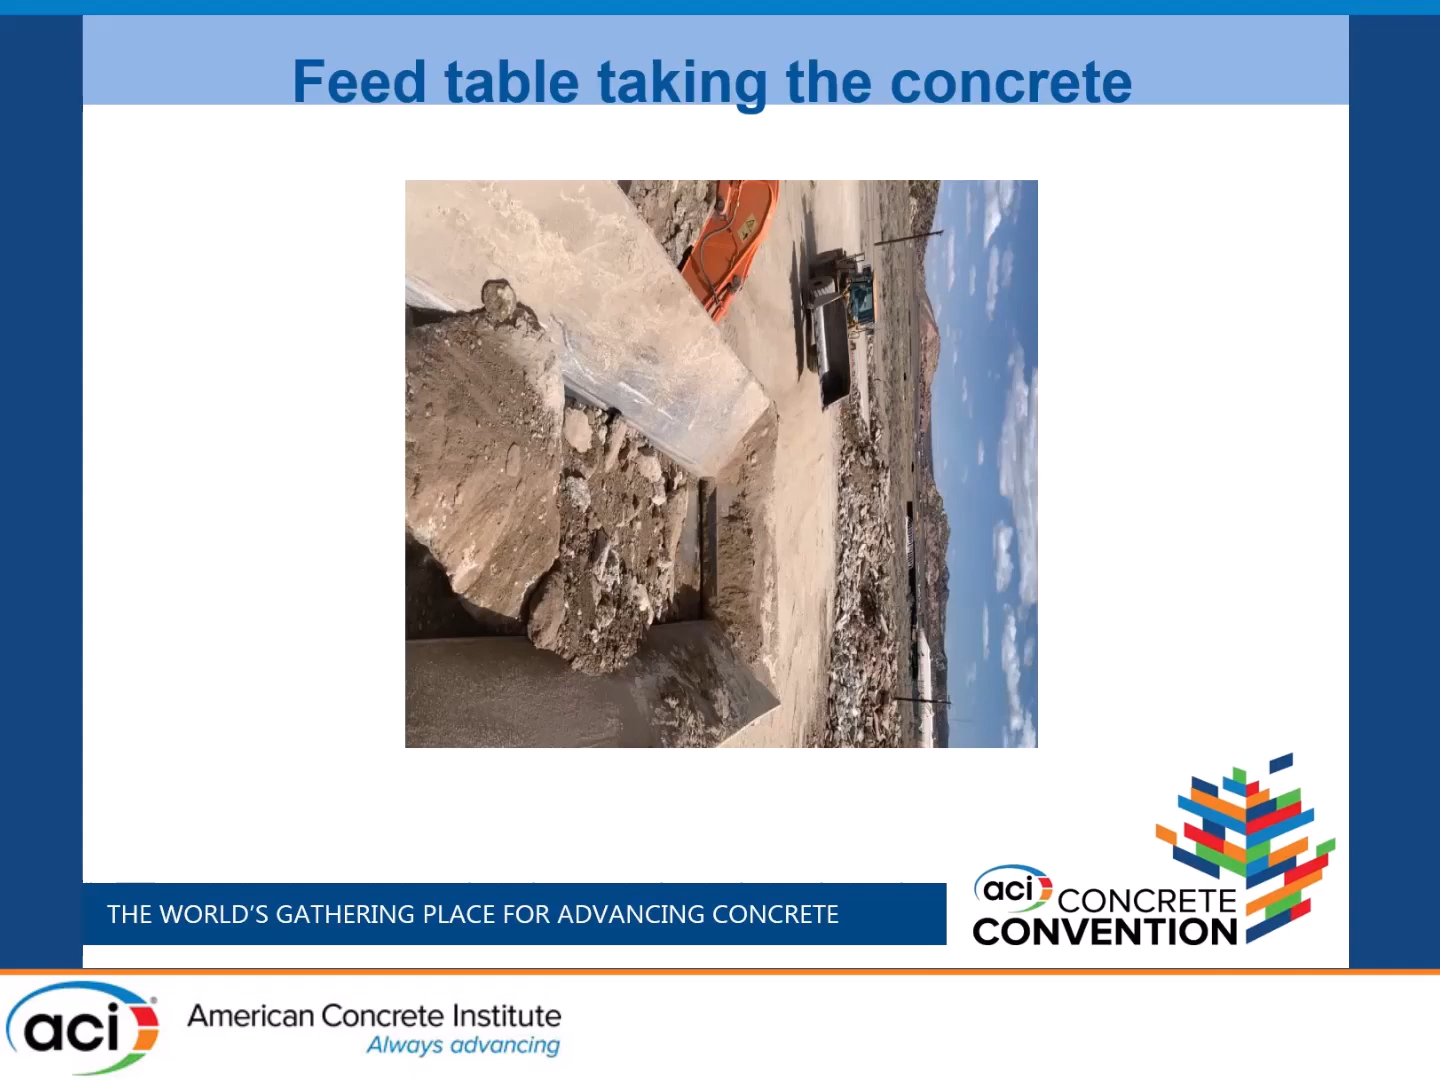 Feed table taking the concrete
THE WORLD'S GATHERING PLACE FOR ADVANCING CONCRETE
aci CONCRETE
CONVENTION
aci®
American Concrete Institute
Always advancing